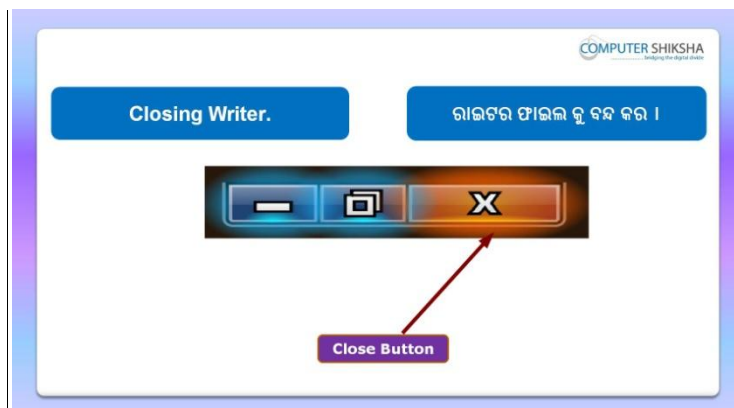 COMPUTER SHIKSHA
bridging the digital divide
Closing Writer.
ରାଇଟର ଫାଇଲ କୁ ବନ୍ଦ କର ।
X
Close Button